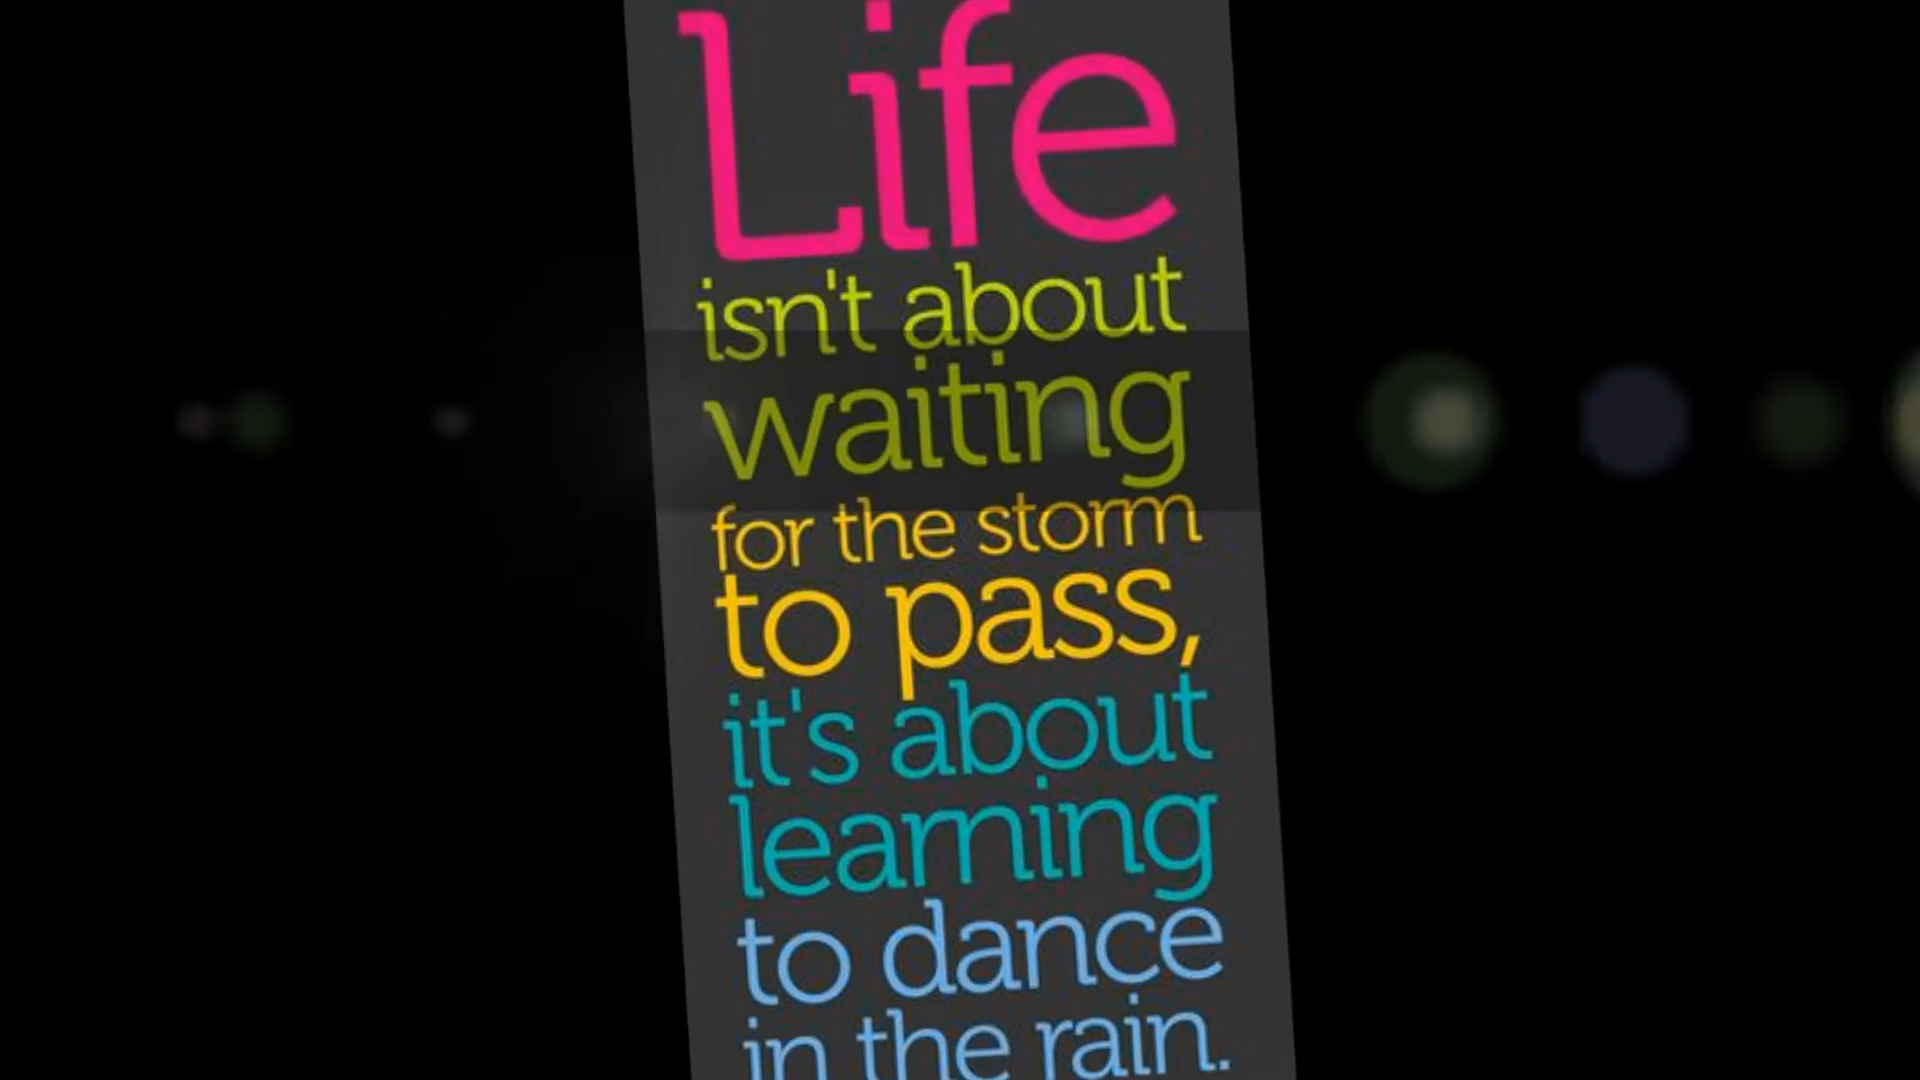 Life
isn't about
waiting
for the storm
to pass,
it's about
learning
to dance
in the rain.